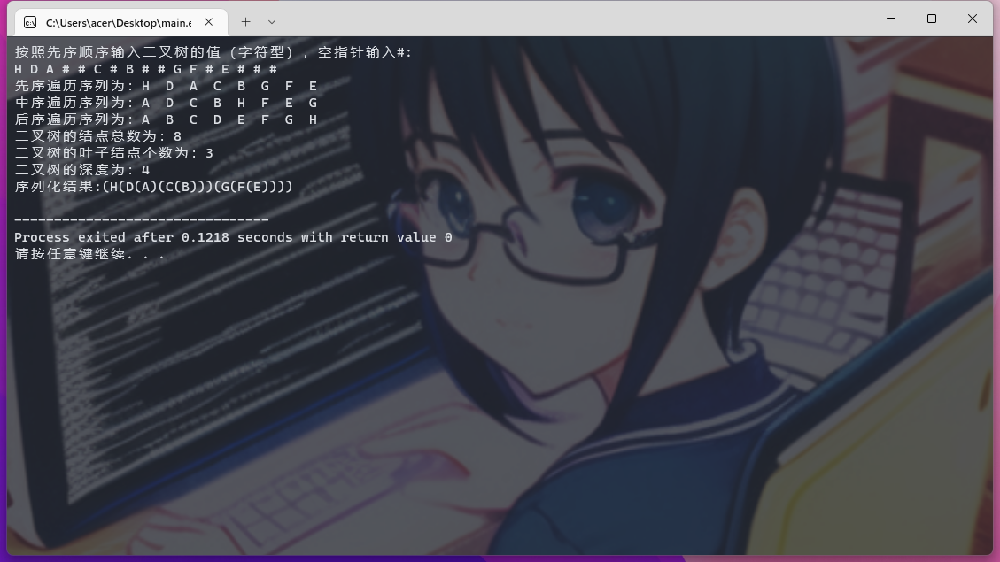 C:\Users\acer\Desktop\main.e
按照先序顺序输入二叉树的值（字符型），空指针输入#：
H D A # # C # B # # G F # E # # #
先序遍历序列为：H D A C B G F E
中序遍历序列为：A D C B H F E G
后序遍历序列为：A B C D E F G H
二叉树的结点总数为：8
二叉树的叶子结点个数为：3
二叉树的深度为：4
序列化结果:(H(D(A)(C(B)))(G(F(E))))
--------------------------------
Process exited after 0.1218 seconds with return value 0
请按任意键继续. . .